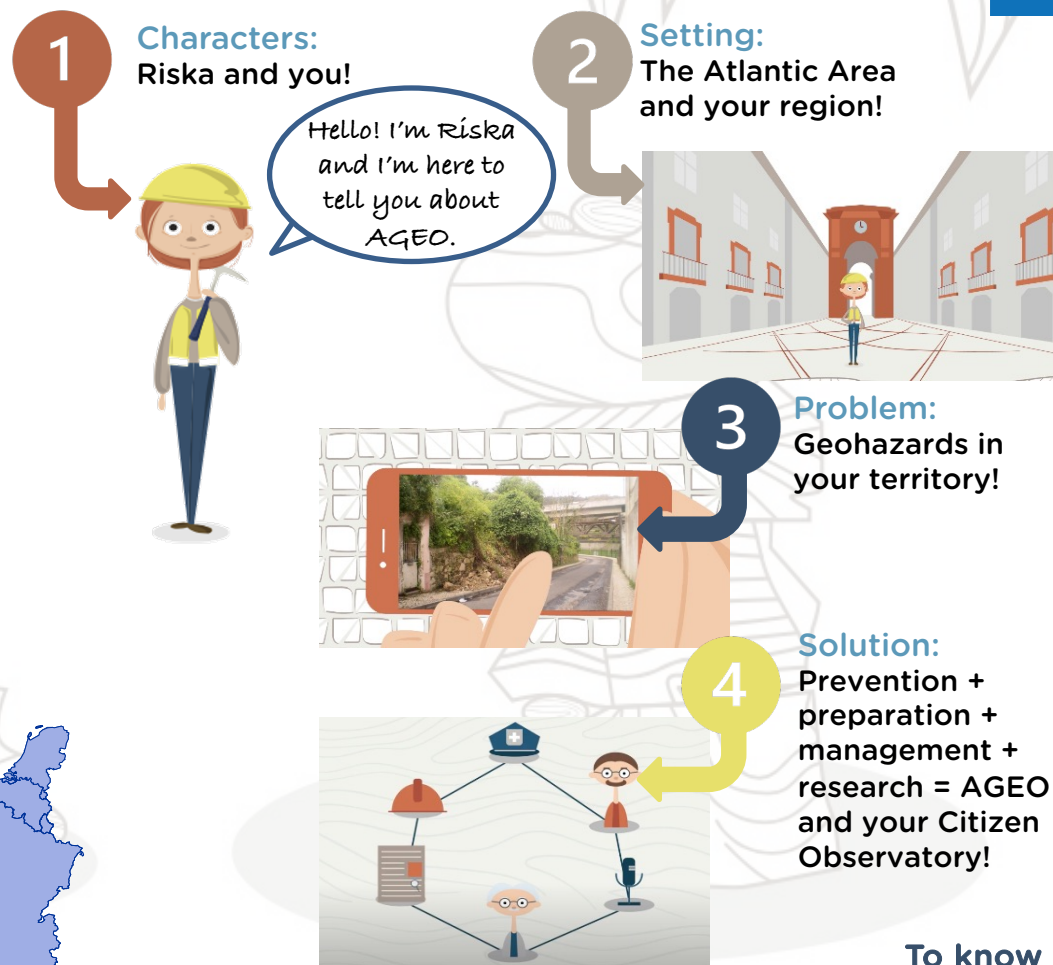 1
Characters:
Riska and you!
Hello! I'm Riska
and I'm here to
tell you about
AGEO.
2
Setting:
The Atlantic Area
and your region!
3
Problem:
Geohazards in
your territory!
4
Solution:
Prevention +
preparation +
management +
research = AGEO
and your Citizen
Observatory!
To know